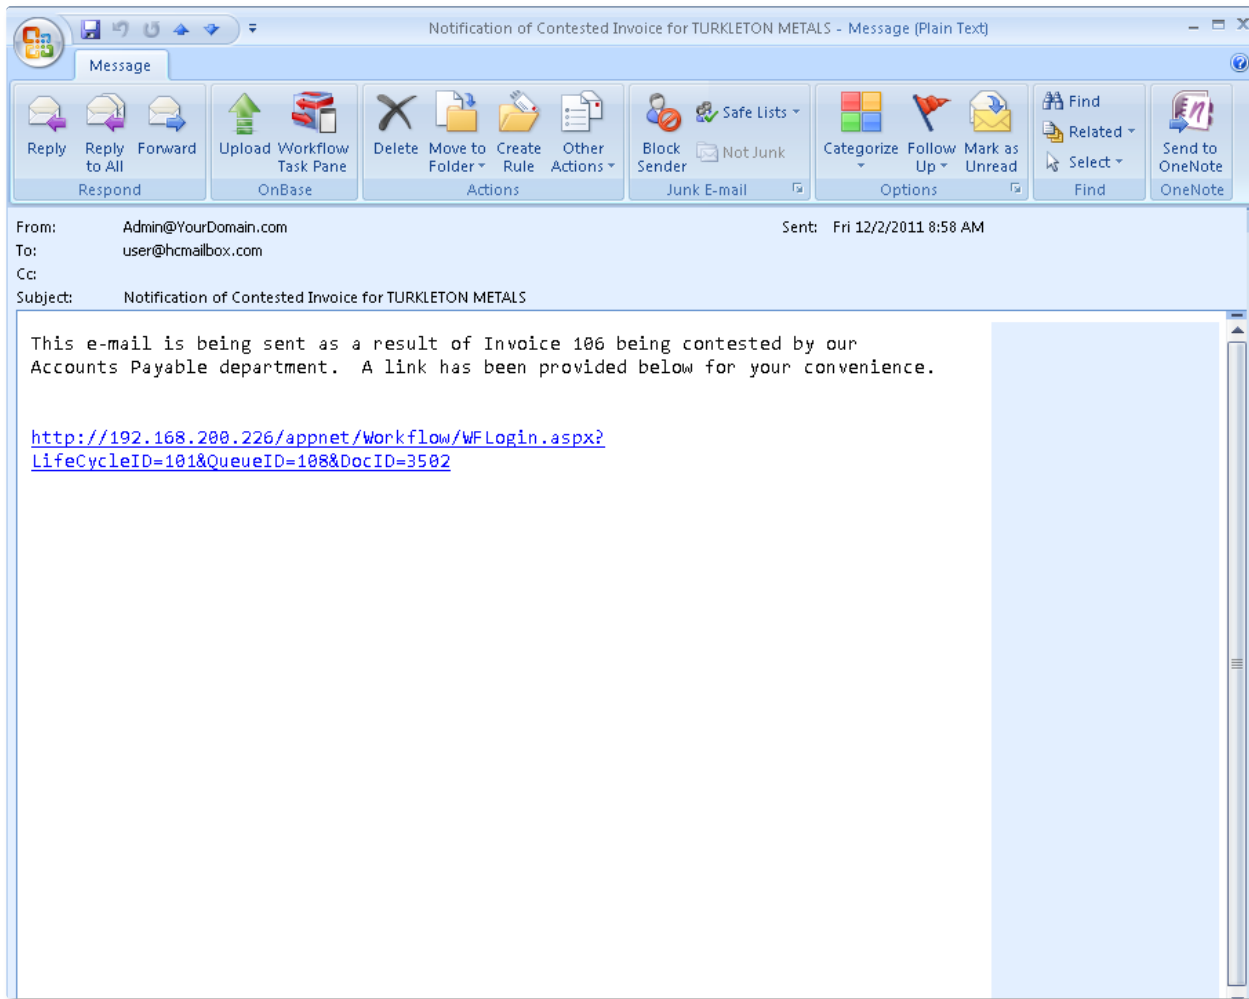 Notification of Contested Invoice for TURKLETON METALS - Message (Plain Text)
Message
Reply
Reply to All
Forward
Respond
Upload
Workflow Task Pane
OnBase
Delete
Move to Folder
Create Rule
Other Actions
Actions
Block Sender
Safe Lists
Not Junk
Junk E-mail
Categorize
Follow Up
Mark as Unread
Options
Find
Related
Select
Find
Send to OneNote
OneNote
From: Admin@YourDomain.com Sent: Fri 12/2/2011 8:58 AM
To: user@hcmailbox.com
Cc:
Subject: Notification of Contested Invoice for TURKLETON METALS
This e-mail is being sent as a result of Invoice 106 being contested by our
Accounts Payable department. A link has been provided below for your convenience.
http://192.168.200.226/appnet/Workflow/WFLogin.aspx?
LifeCycleID=101&QueueID=108&DocID=3502